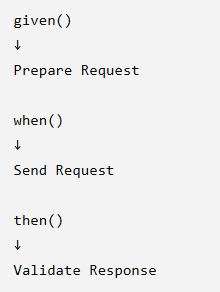 given()
↓
Prepare Request
when()
↓
Send Request
then()
↓
Validate Response